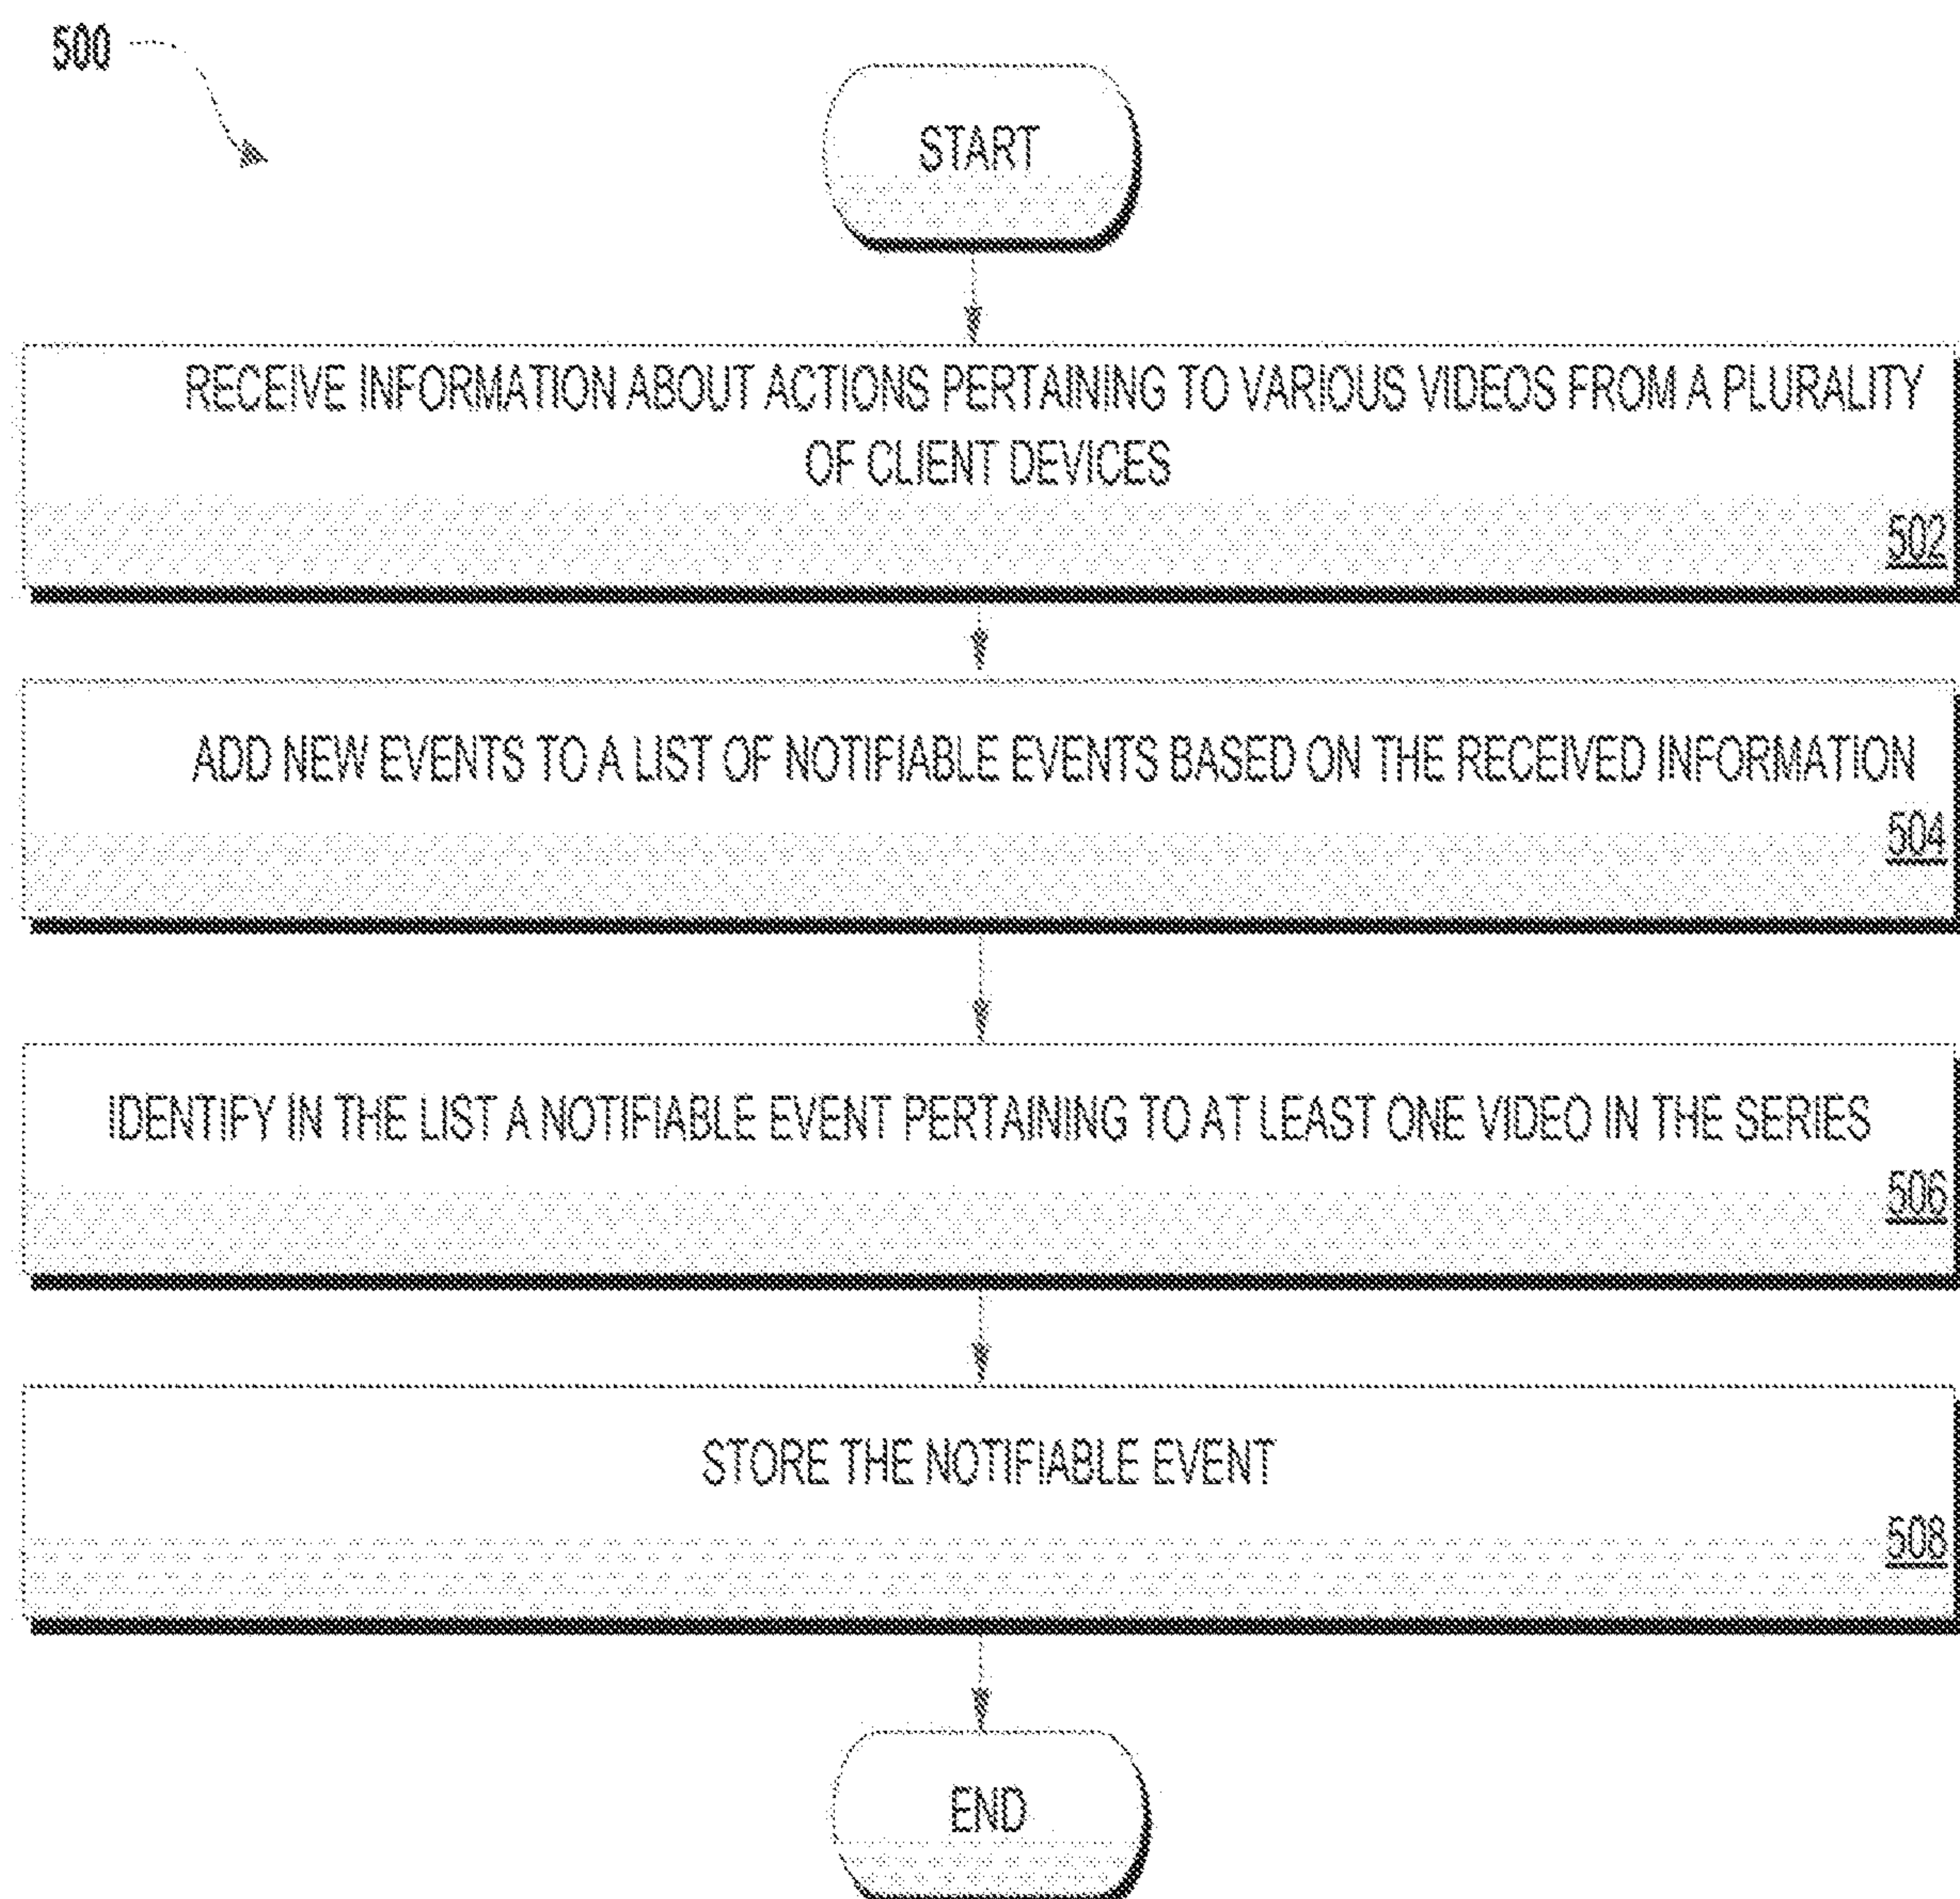 500
START
RECEIVE INFORMATION ABOUT ACTIONS PERTAINING TO VARIOUS VIDEOS FROM A PLURALITY
OF CLIENT DEVICES
502
ADD NEW EVENTS TO A LIST OF NOTIFIABLE EVENTS BASED ON THE RECEIVED INFORMATION
504
IDENTIFY IN THE LIST A NOTIFIABLE EVENT PERTAINING TO AT LEAST ONE VIDEO IN THE SERIES
506
STORE THE NOTIFIABLE EVENT
508
END